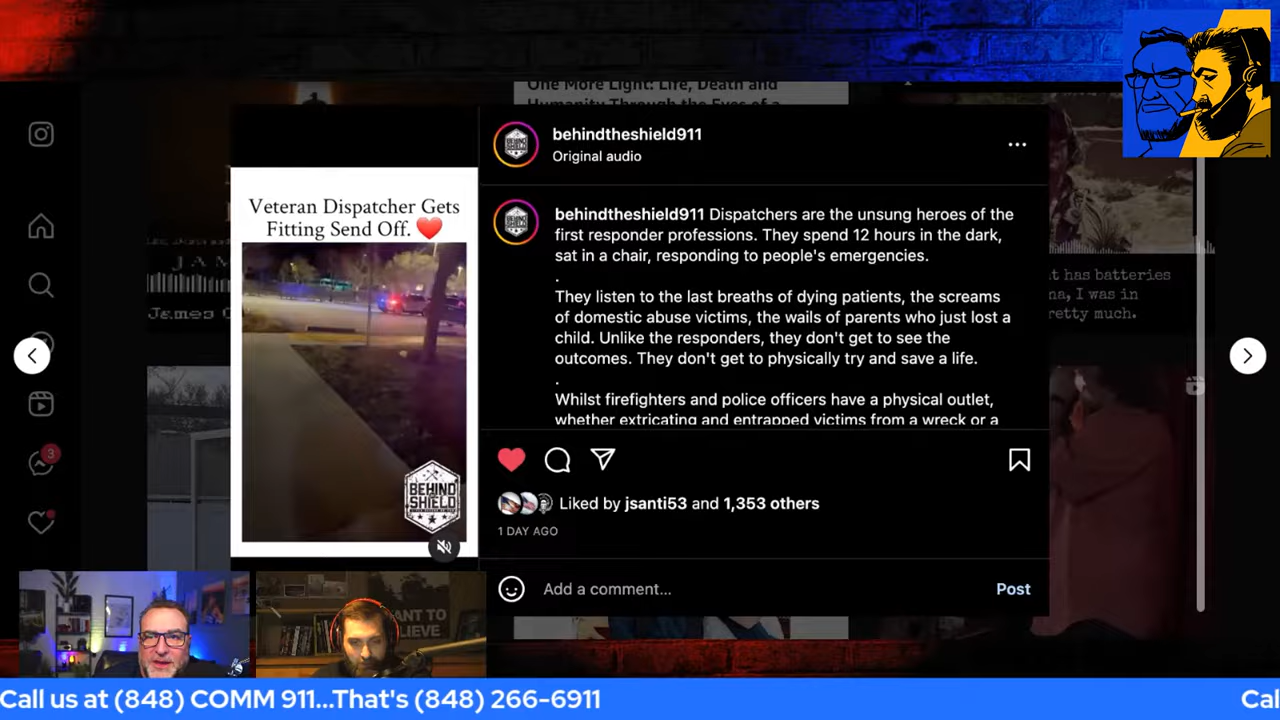 One More Light: Life, Death and
Humanity Through the Eyes of a
behindtheshield911
Original audio
Veteran Dispatcher Gets
Fitting Send Off. ❤️
behindtheshield911 Dispatchers are the unsung heroes of the
first responder professions. They spend 12 hours in the dark,
sat in a chair, responding to people's emergencies.
.
They listen to the last breaths of dying patients, the screams
of domestic abuse victims, the wails of parents who just lost a
child. Unlike the responders, they don't get to see the
outcomes. They don't get to physically try and save a life.
.
Whilst firefighters and police officers have a physical outlet,
whether extricating and entrapped victims from a wreck or a
BEHIND
SHIELD
Liked by jsanti53 and 1,353 others
1 DAY AGO
Add a comment...
Post
3
JAM
James
t has batteries
na, I was in
retty much.
ANT TO
LIEVE
Call us at (848) COMM 911...That's (848) 266-6911
Cal